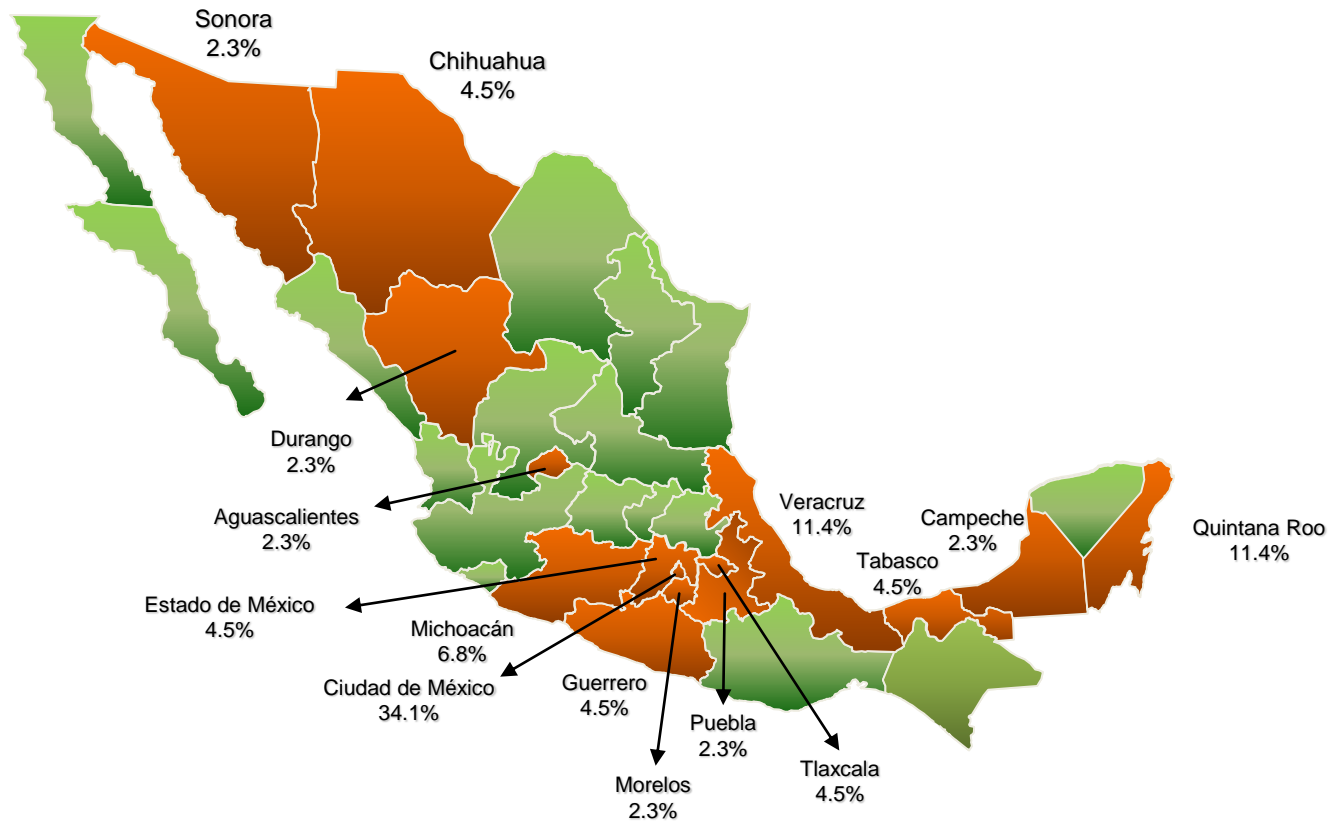 Sonora
2.3%
Chihuahua
4.5%
Durango
2.3%
Aguascalientes
2.3%
Veracruz
11.4%
Campeche
2.3%
Quintana Roo
11.4%
Tabasco
4.5%
Estado de México
4.5%
Michoacán
6.8%
Ciudad de México
34.1%
Guerrero
4.5%
Puebla
2.3%
Tlaxcala
4.5%
Morelos
2.3%